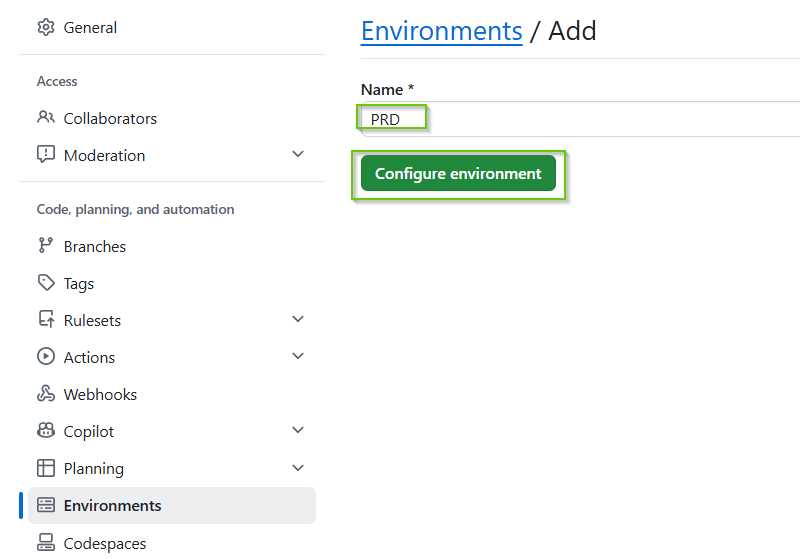 General
Access
Collaborators
Moderation
Code, planning, and automation
Branches
Tags
Rulesets
Actions
Webhooks
Copilot
Planning
Environments
Codespaces
Environments / Add
Name *
PRD
Configure environment